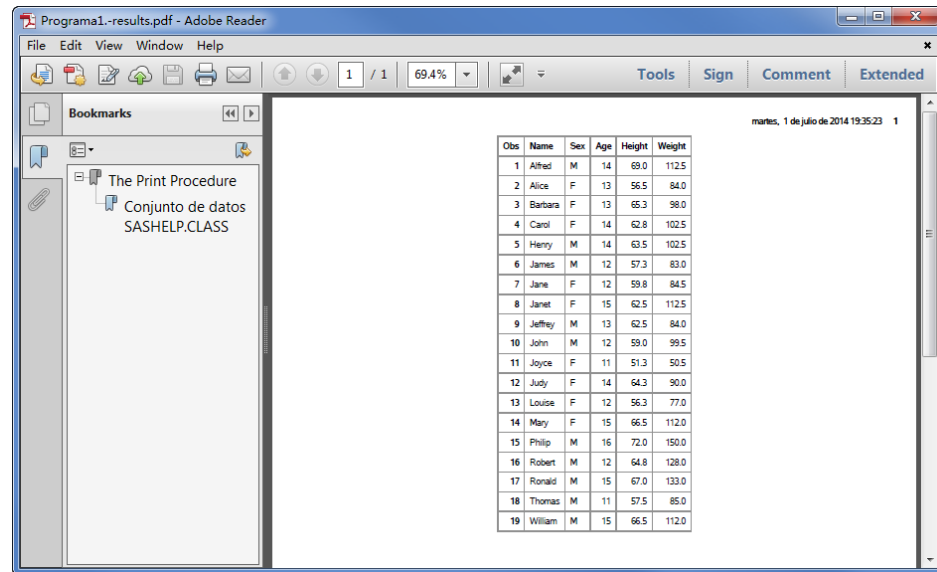 Programa1.-results.pdf - Adobe Reader
File Edit View Window Help
1 / 1 69.4% Tools Sign Comment Extended
Bookmarks
The Print Procedure
Conjunto de datos
SASHELP.CLASS
martes, 1 de julio de 2014 19:35:23 1
Obs Name Sex Age Height Weight
1 Alfred M 14 69.0 112.5
2 Alice F 13 56.5 84.0
3 Barbara F 13 65.3 98.0
4 Carol F 14 62.8 102.5
5 Henry M 14 63.5 102.5
6 James M 12 57.3 83.0
7 Jane F 12 59.8 84.5
8 Janet F 15 62.5 112.5
9 Jeffrey M 13 62.5 84.0
10 John M 12 59.0 99.5
11 Joyce F 11 51.3 50.5
12 Judy F 14 64.3 90.0
13 Louise F 12 56.3 77.0
14 Mary F 15 66.5 112.0
15 Philip M 16 72.0 150.0
16 Robert M 12 64.8 128.0
17 Ronald M 15 67.0 133.0
18 Thomas M 11 57.5 85.0
19 William M 15 66.5 112.0